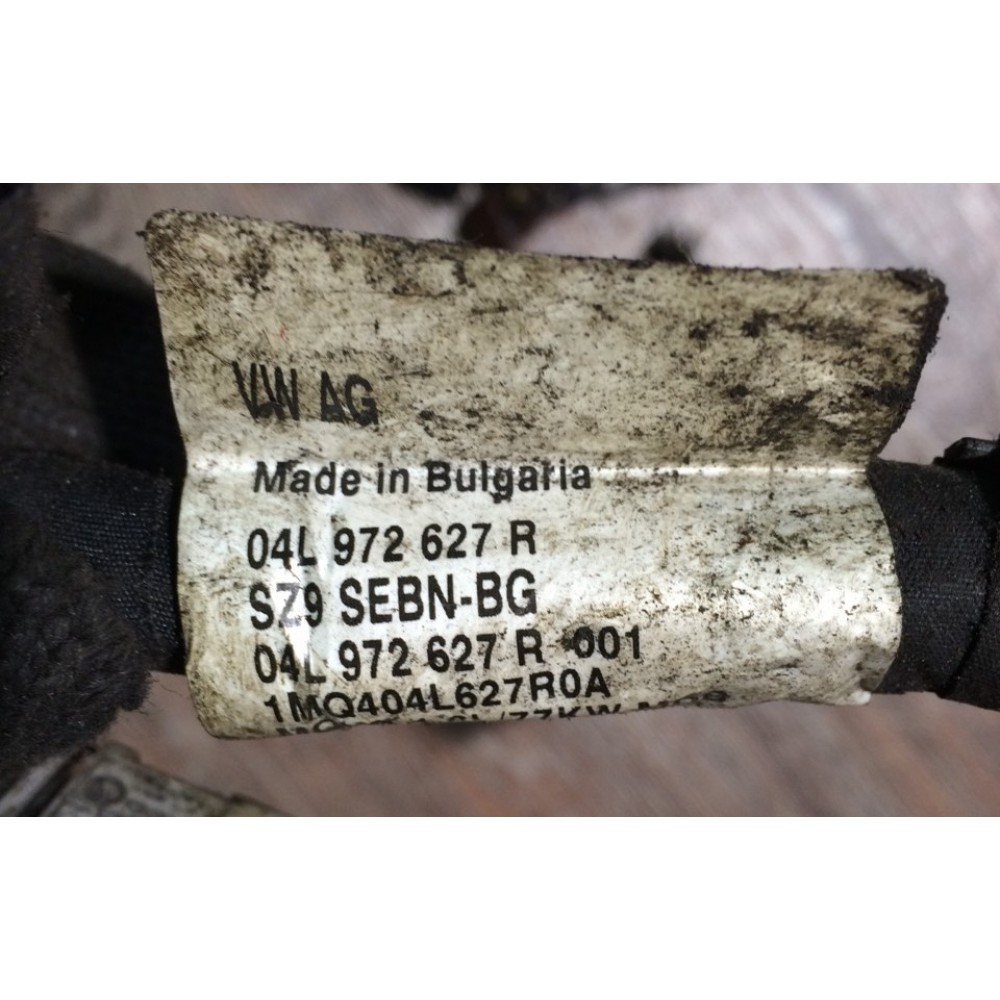 VW AG
Made in Bulgaria
04L 972 627 R
SZ9 SEBN-BG
04L 972 627 R 001
1MQ404L627R0A